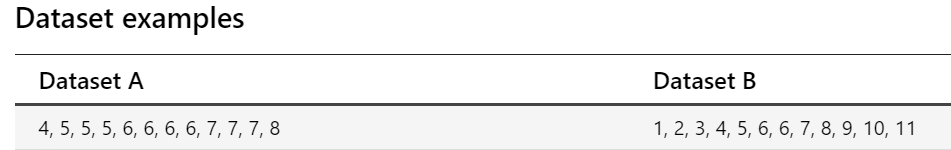 Dataset examples
Dataset A Dataset B
4, 5, 5, 5, 6, 6, 6, 6, 7, 7, 7, 8 1, 2, 3, 4, 5, 6, 6, 7, 8, 9, 10, 11